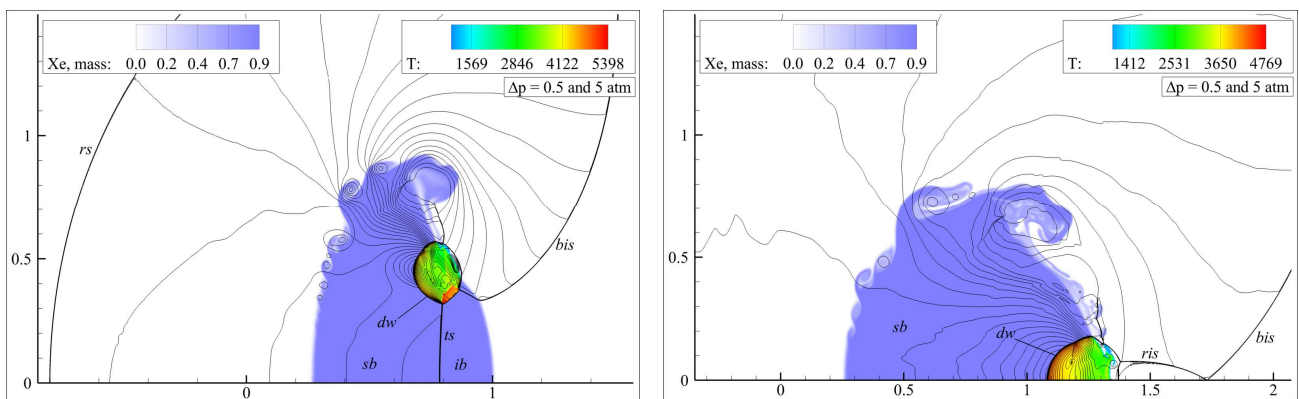 Xe, mass: 0.0 0.2 0.4 0.7 0.9
T: 1569 2846 4122 5398
Δp = 0.5 and 5 atm
1
rs
bis
0.5
dw
ts
sb
ib
0
0
1
Xe, mass: 0.0 0.2 0.4 0.7 0.9
T: 1412 2531 3650 4769
Δp = 0.5 and 5 atm
1
0.5
sb
dw
ris
bis
0
0
0.5
1
1.5
2